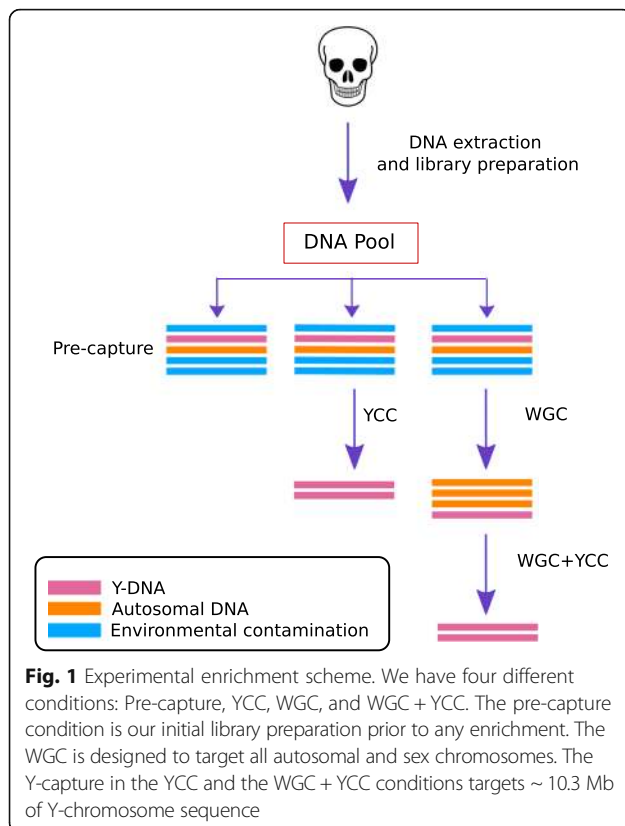 DNA extraction
and library preparation
DNA Pool
Pre-capture
YCC
WGC
WGC+YCC
Y-DNA
Autosomal DNA
Environmental contamination
Fig. 1 Experimental enrichment scheme. We have four different
conditions: Pre-capture, YCC, WGC, and WGC + YCC. The pre-capture
condition is our initial library preparation prior to any enrichment. The
WGC is designed to target all autosomal and sex chromosomes. The
Y-capture in the YCC and the WGC + YCC conditions targets ~ 10.3 Mb
of Y-chromosome sequence